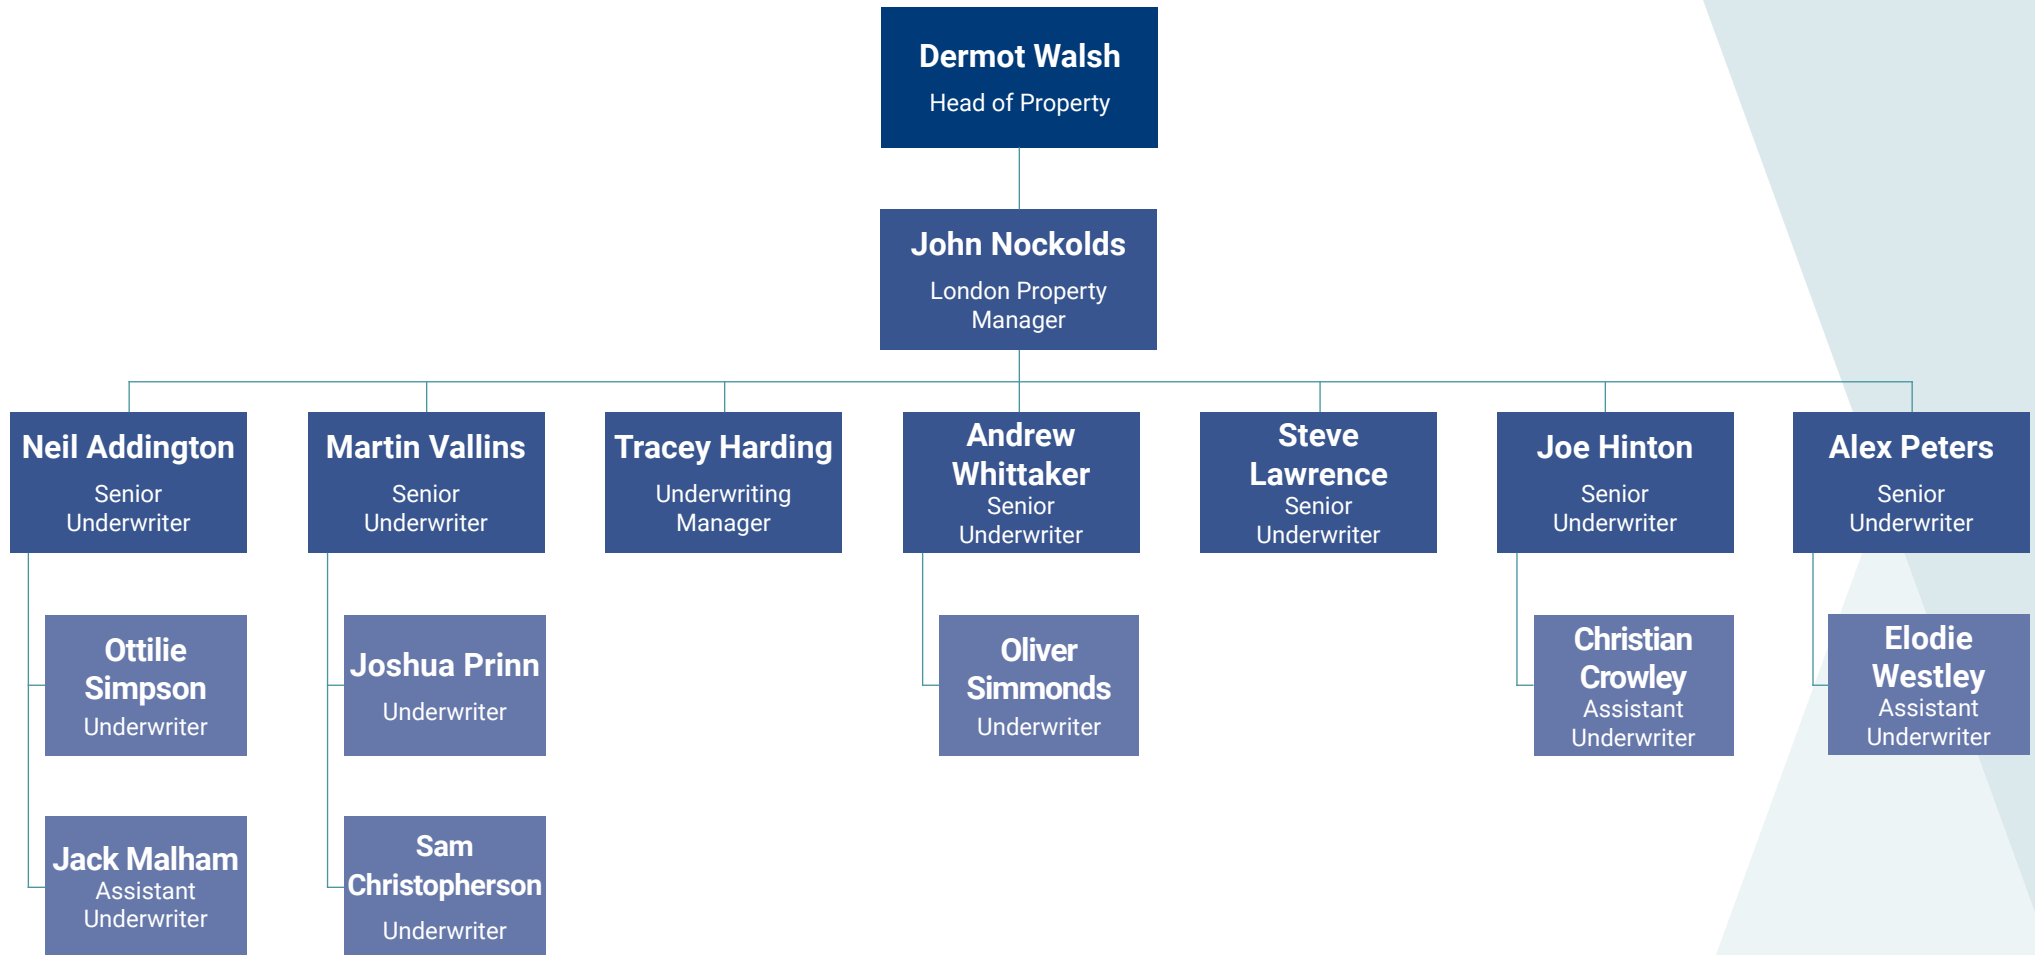 Dermot Walsh
Head of Property
John Nockolds
London Property
Manager
Neil Addington
Senior
Underwriter
Martin Vallins
Senior
Underwriter
Tracey Harding
Underwriting
Manager
Andrew
Whittaker
Senior
Underwriter
Steve
Lawrence
Senior
Underwriter
Joe Hinton
Senior
Underwriter
Alex Peters
Senior
Underwriter
Ottilie
Simpson
Underwriter
Joshua Prinn
Underwriter
Oliver
Simmonds
Underwriter
Christian
Crowley
Assistant
Underwriter
Elodie
Westley
Assistant
Underwriter
Jack Malham
Assistant
Underwriter
Sam
Christopherson
Underwriter